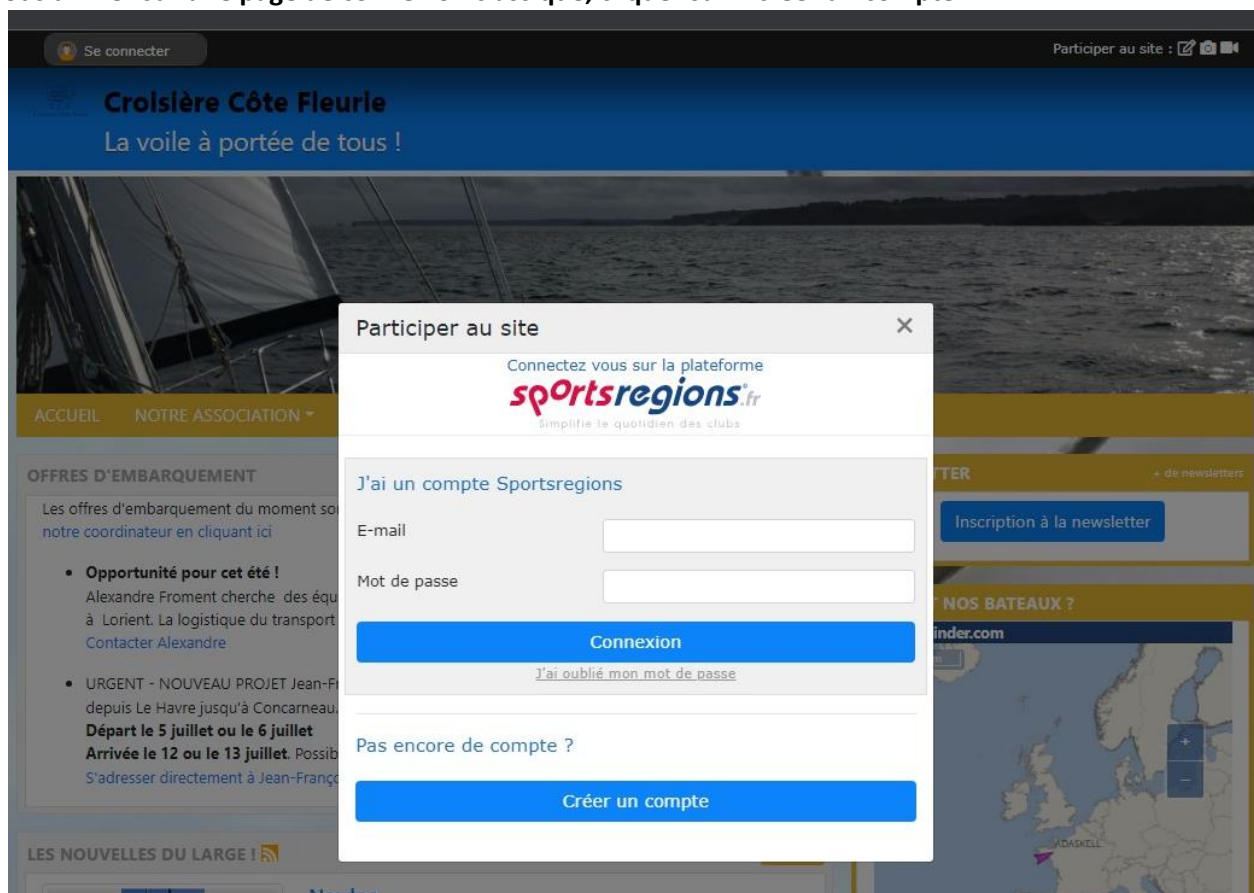 Se connecter
Participer au site :
Croisière Côte Fleurie
La voile à portée de tous !
Participer au site
×
Connectez vous sur la plateforme
sportsregions.fr
Simplifie le quotidien des clubs
ACCUEIL NOTRE ASSOCIATION
OFFRES D'EMBARQUEMENT
Les offres d'embarquement du moment so
notre coordinateur en cliquant ici
• Opportunité pour cet été !
Alexandre Froment cherche des équ
à Lorient. La logistique du transport
Contacter Alexandre
• URGENT - NOUVEAU PROJET Jean-Fr
depuis Le Havre jusqu'à Concarneau.
Départ le 5 juillet ou le 6 juillet
Arrivée le 12 ou le 13 juillet. Possib
S'adresser directement à Jean-Franço
LES NOUVELLES DU LARGE !
J'ai un compte Sportsregions
E-mail
Mot de passe
Connexion
J'ai oublié mon mot de passe
Pas encore de compte ?
Créer un compte
TTER + de newsletters
Inscription à la newsletter
NOS BATEAUX ?
inder.com
+
−
ADASKELL